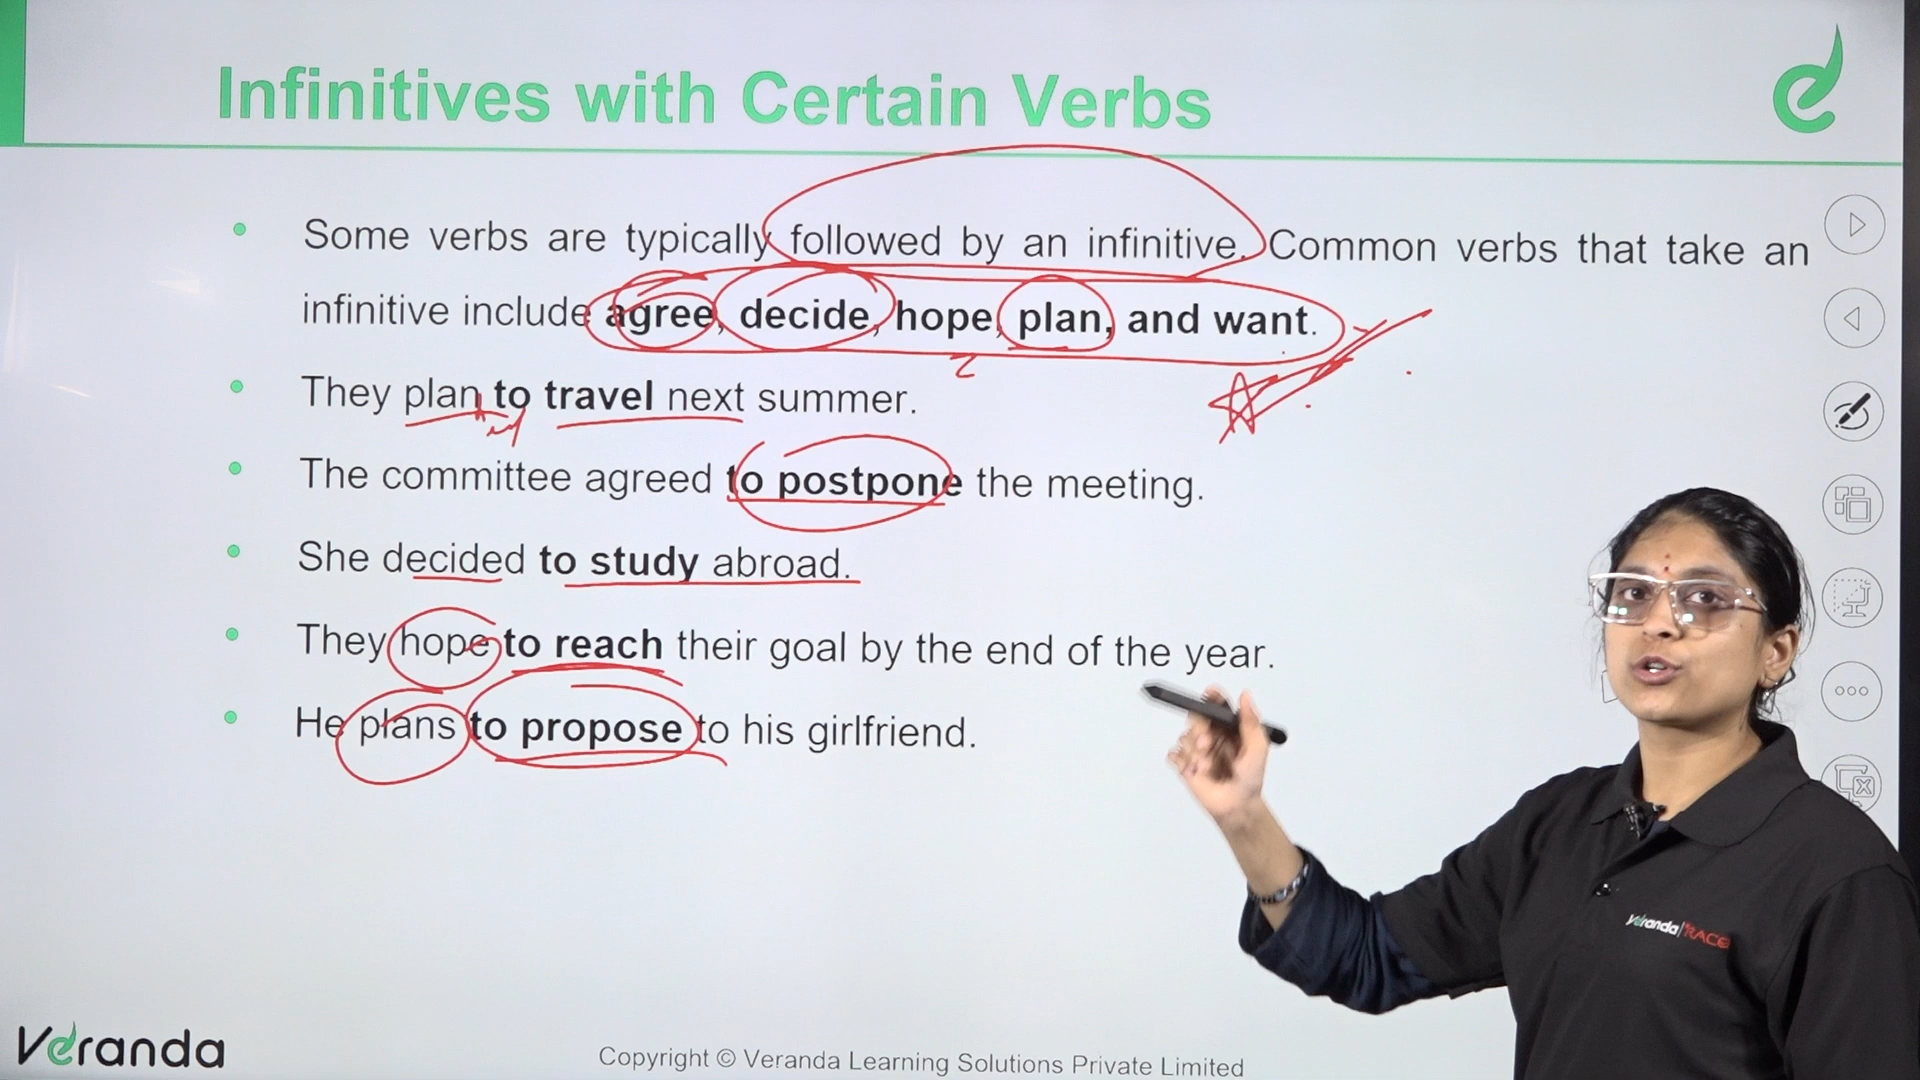 Infinitives with Certain Verbs
Some verbs are typically followed by an infinitive. Common verbs that take an
infinitive include agree, decide, hope, plan, and want.
They plan to travel next summer.
The committee agreed to postpone the meeting.
She decided to study abroad.
They hope to reach their goal by the end of the year.
He plans to propose to his girlfriend.
Veranda|RACE
Veranda
Copyright © Veranda Learning Solutions Private Limited